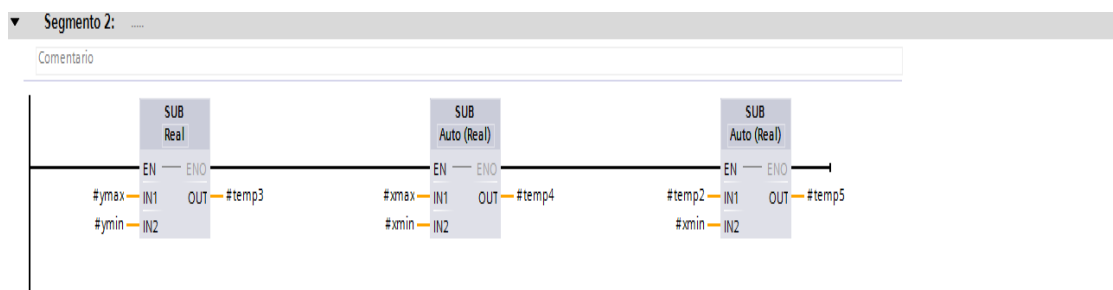 Segmento 2: .....
Comentario
SUB SUB SUB
Real Auto (Real) Auto (Real)
EN ENO EN ENO EN ENO
#ymax IN1 OUT #temp3 #xmax IN1 OUT #temp4 #temp2 IN1 OUT #temp5
#ymin IN2 #xmin IN2 #xmin IN2